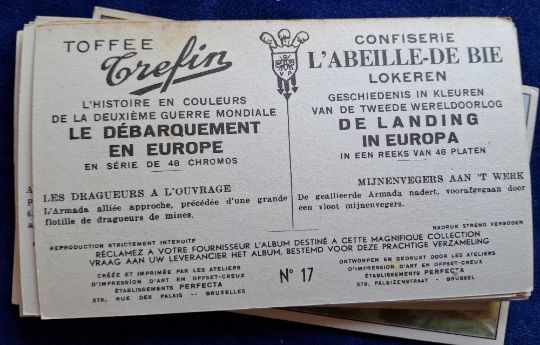 TOFFEE
Trefin
L'HISTOIRE EN COULEURS
DE LA DEUXIÈME GUERRE MONDIALE
LE DÉBARQUEMENT
EN EUROPE
EN SÉRIE DE 48 CHROMOS
LES DRAGUEURS A L'OUVRAGE
L'Armada alliée approche, précédée d'une grande
flotille de dragueurs de mines.
CONFISERIE
L'ABEILLE-DE BIE
LOKEREN
GESCHIEDENIS IN KLEUREN
VAN DE TWEEDE WERELDOORLOG
DE LANDING
IN EUROPA
IN EEN REEKS VAN 48 PLATEN
MIJNENVEGERS AAN 'T WERK
De geallieerde Armada nadert, voorafgegaan door
een vloot mijnenvegers.
REPRODUCTION STRICTEMENT INTERDITE
NADRUK STRENG VERBODEN
RÉCLAMEZ A VOTRE FOURNISSEUR L'ALBUM DESTINÉ A CETTE MAGNIFIQUE COLLECTION
VRAAG AAN UW LEVERANCIER HET ALBUM, BESTEMD VOOR DEZE PRACHTIGE VERZAMELING
CRÉÉE ET IMPRIMÉE PAR LES ATELIERS
D'IMPRESSION D'ART EN OFFSET-CREUX
ÉTABLISSEMENTS PERFECTA
279, RUE DES PALAIS — BRUXELLES
N° 17
ONTWORPEN EN GEDRUKT DOOR LES ATELIERS
D'IMPRESSION D'ART EN OFFSET-CREUX
ÉTABLISSEMENTS PERFECTA
279, PALEIZENSTRAAT - BRUSSEL